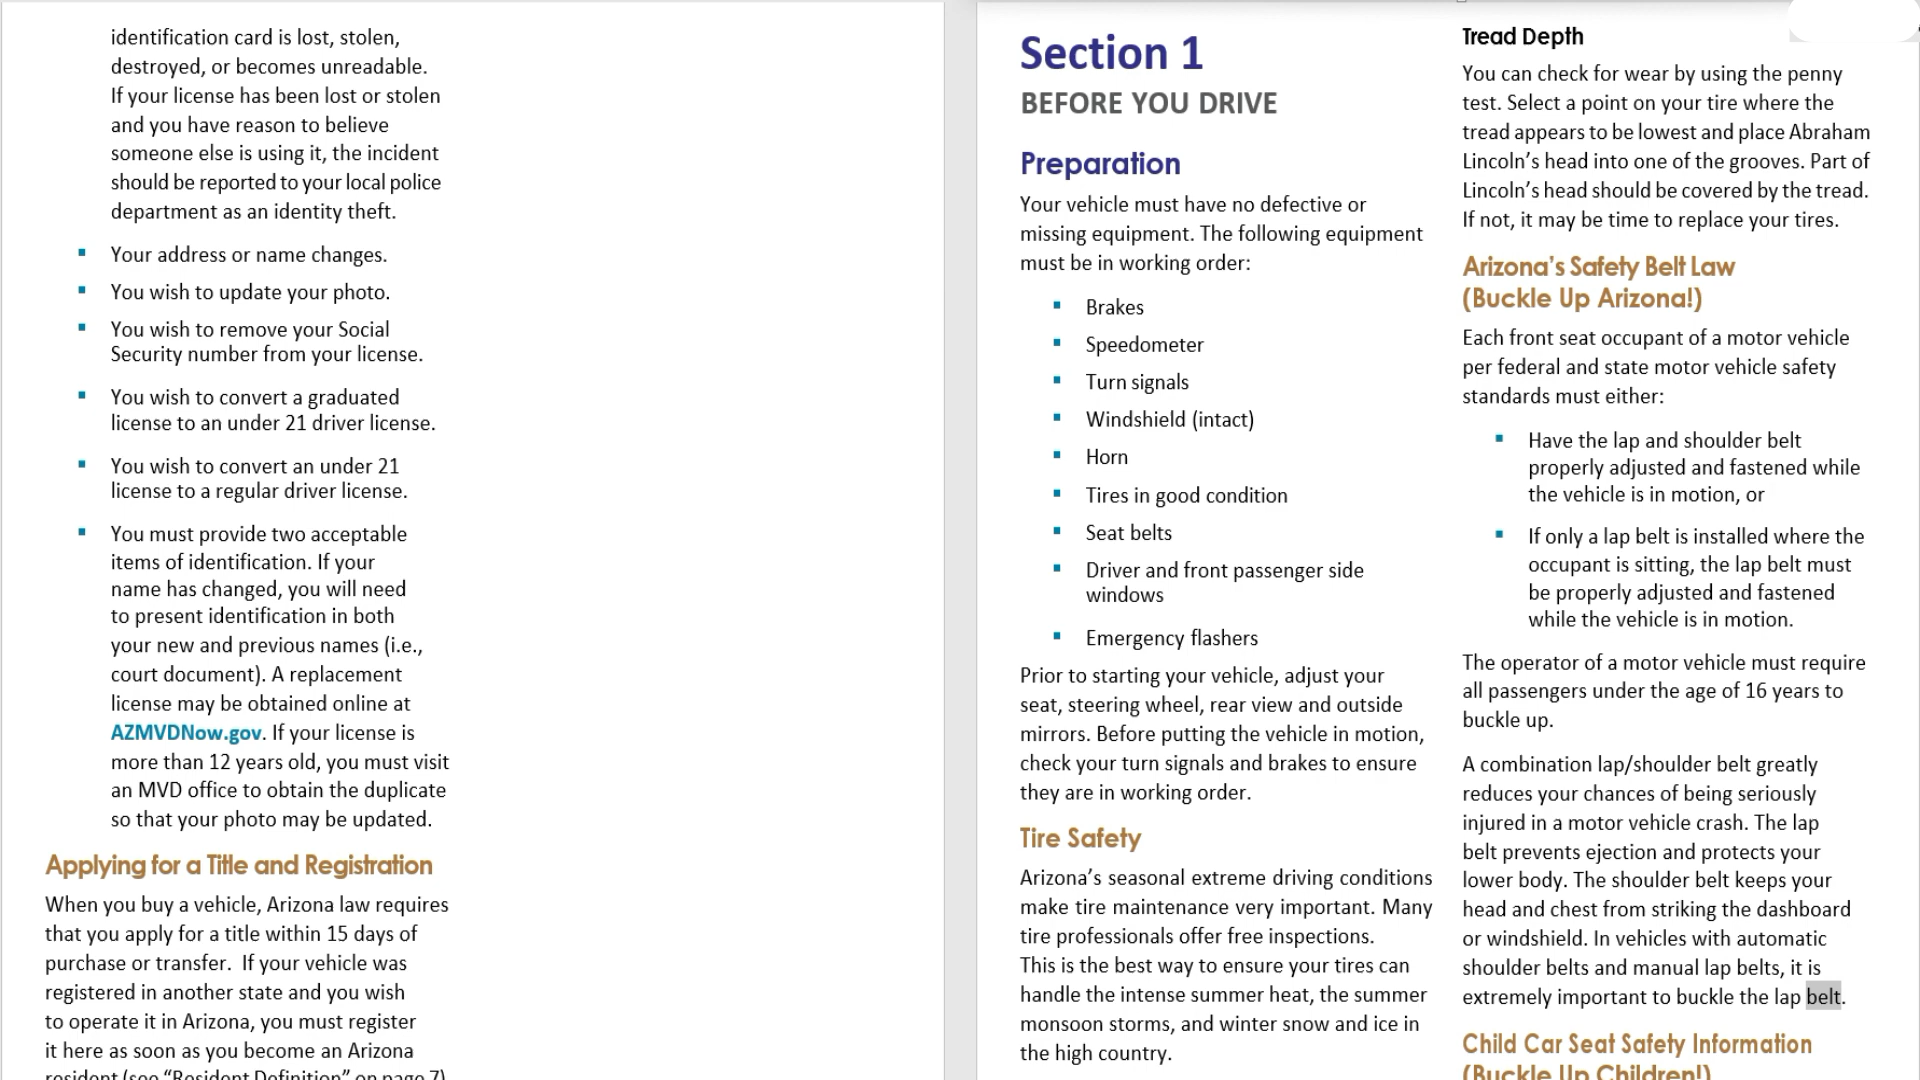 identification card is lost, stolen,
destroyed, or becomes unreadable.
If your license has been lost or stolen
and you have reason to believe
someone else is using it, the incident
should be reported to your local police
department as an identity theft.
▪ Your address or name changes.
▪ You wish to update your photo.
▪ You wish to remove your Social
Security number from your license.
▪ You wish to convert a graduated
license to an under 21 driver license.
▪ You wish to convert an under 21
license to a regular driver license.
▪ You must provide two acceptable
items of identification. If your
name has changed, you will need
to present identification in both
your new and previous names (i.e.,
court document). A replacement
license may be obtained online at
AZMVDNow.gov. If your license is
more than 12 years old, you must visit
an MVD office to obtain the duplicate
so that your photo may be updated.
Applying for a Title and Registration
When you buy a vehicle, Arizona law requires
that you apply for a title within 15 days of
purchase or transfer. If your vehicle was
registered in another state and you wish
to operate it in Arizona, you must register
it here as soon as you become an Arizona
resident (see “Resident Definition” on page 7)
Section 1
BEFORE YOU DRIVE
Preparation
Your vehicle must have no defective or
missing equipment. The following equipment
must be in working order:
▪ Brakes
▪ Speedometer
▪ Turn signals
▪ Windshield (intact)
▪ Horn
▪ Tires in good condition
▪ Seat belts
▪ Driver and front passenger side
windows
▪ Emergency flashers
Prior to starting your vehicle, adjust your
seat, steering wheel, rear view and outside
mirrors. Before putting the vehicle in motion,
check your turn signals and brakes to ensure
they are in working order.
Tire Safety
Arizona’s seasonal extreme driving conditions
make tire maintenance very important. Many
tire professionals offer free inspections.
This is the best way to ensure your tires can
handle the intense summer heat, the summer
monsoon storms, and winter snow and ice in
the high country.
Tread Depth
You can check for wear by using the penny
test. Select a point on your tire where the
tread appears to be lowest and place Abraham
Lincoln’s head into one of the grooves. Part of
Lincoln’s head should be covered by the tread.
If not, it may be time to replace your tires.
Arizona’s Safety Belt Law
(Buckle Up Arizona!)
Each front seat occupant of a motor vehicle
per federal and state motor vehicle safety
standards must either:
▪ Have the lap and shoulder belt
properly adjusted and fastened while
the vehicle is in motion, or
▪ If only a lap belt is installed where the
occupant is sitting, the lap belt must
be properly adjusted and fastened
while the vehicle is in motion.
The operator of a motor vehicle must require
all passengers under the age of 16 years to
buckle up.
A combination lap/shoulder belt greatly
reduces your chances of being seriously
injured in a motor vehicle crash. The lap
belt prevents ejection and protects your
lower body. The shoulder belt keeps your
head and chest from striking the dashboard
or windshield. In vehicles with automatic
shoulder belts and manual lap belts, it is
extremely important to buckle the lap belt.
Child Car Seat Safety Information
(Buckle Up Children!)